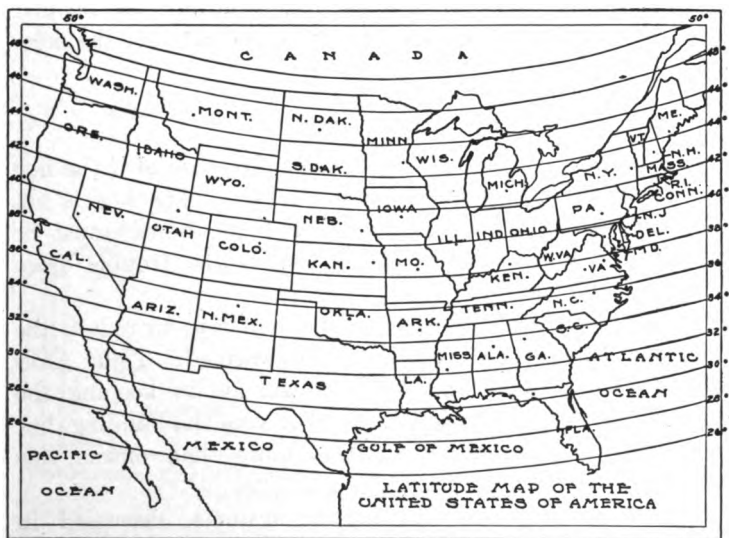 50° 50°
CANADA
48° 48°
46° 46°
44° 44°
42° 42°
40° 40°
38° 38°
36° 36°
34° 34°
32° 32°
30° 30°
28° 28°
26° 26°
WASH.
MONT.
N. DAK.
MINN
ME.
ORE.
IDAHO
WIS.
VT.
N.H.
S. DAK.
MICH.
N.Y.
MASS.
WYO.
R.I.
CONN.
NEV.
NEB.
IOWA
PA.
N.J
UTAH
COLO.
ILL.
IND
OHIO
DEL.
CAL.
KAN.
MO.
W.VA
VA.
M.D.
KEN.
ARIZ.
N.MEX.
OKLA.
ARK.
TENN.
N.C.
S.C.
MISS
ALA.
GA.
ATLANTIC
OCEAN
TEXAS
LA.
FLA.
PACIFIC
OCEAN
MEXICO
GULF OF MEXICO
LATITUDE MAP OF THE
UNITED STATES OF AMERICA